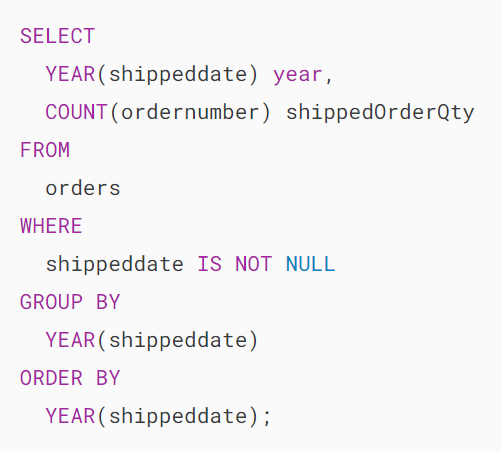 SELECT
  YEAR(shippeddate) year,
  COUNT(ordernumber) shippedOrderQty
FROM
  orders
WHERE
  shippeddate IS NOT NULL
GROUP BY
  YEAR(shippeddate)
ORDER BY
  YEAR(shippeddate);